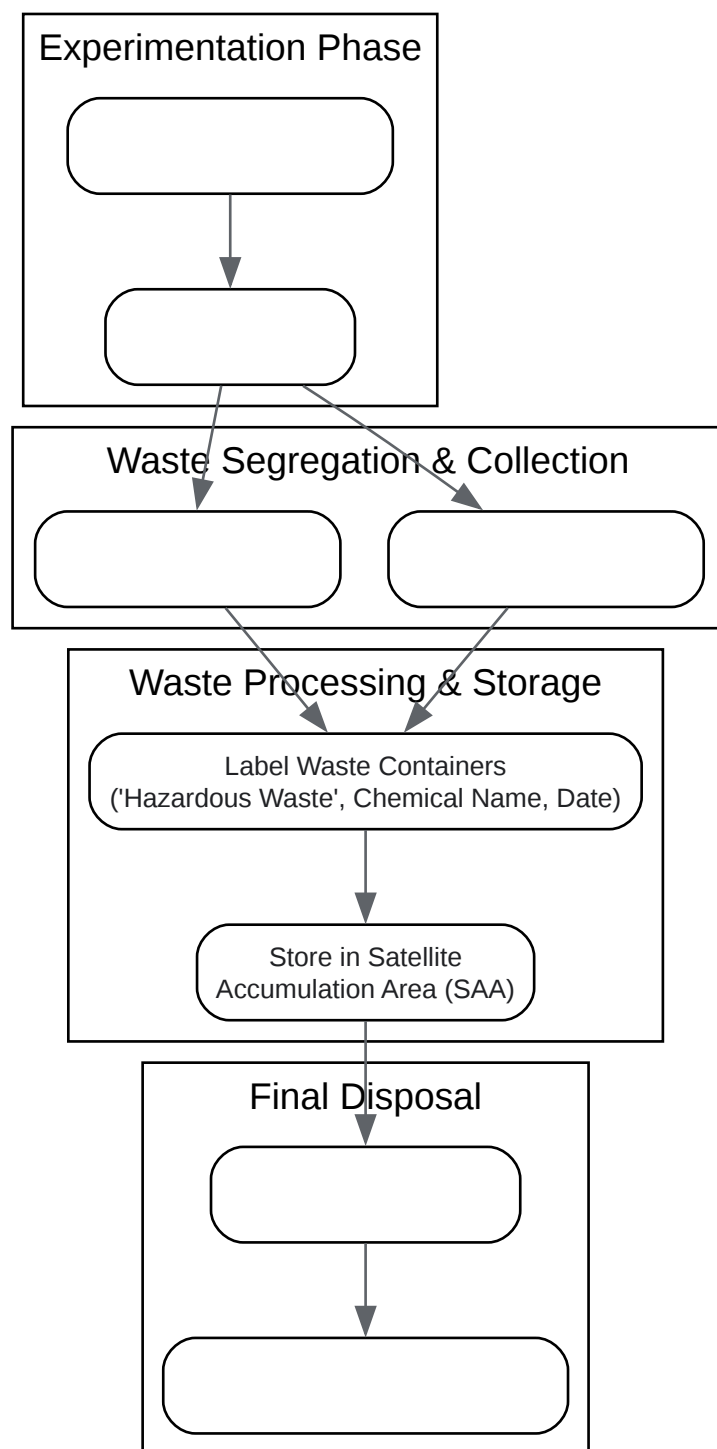 Experimentation Phase
Waste Segregation & Collection
Waste Processing & Storage
Label Waste Containers
('Hazardous Waste', Chemical Name, Date)
Store in Satellite
Accumulation Area (SAA)
Final Disposal